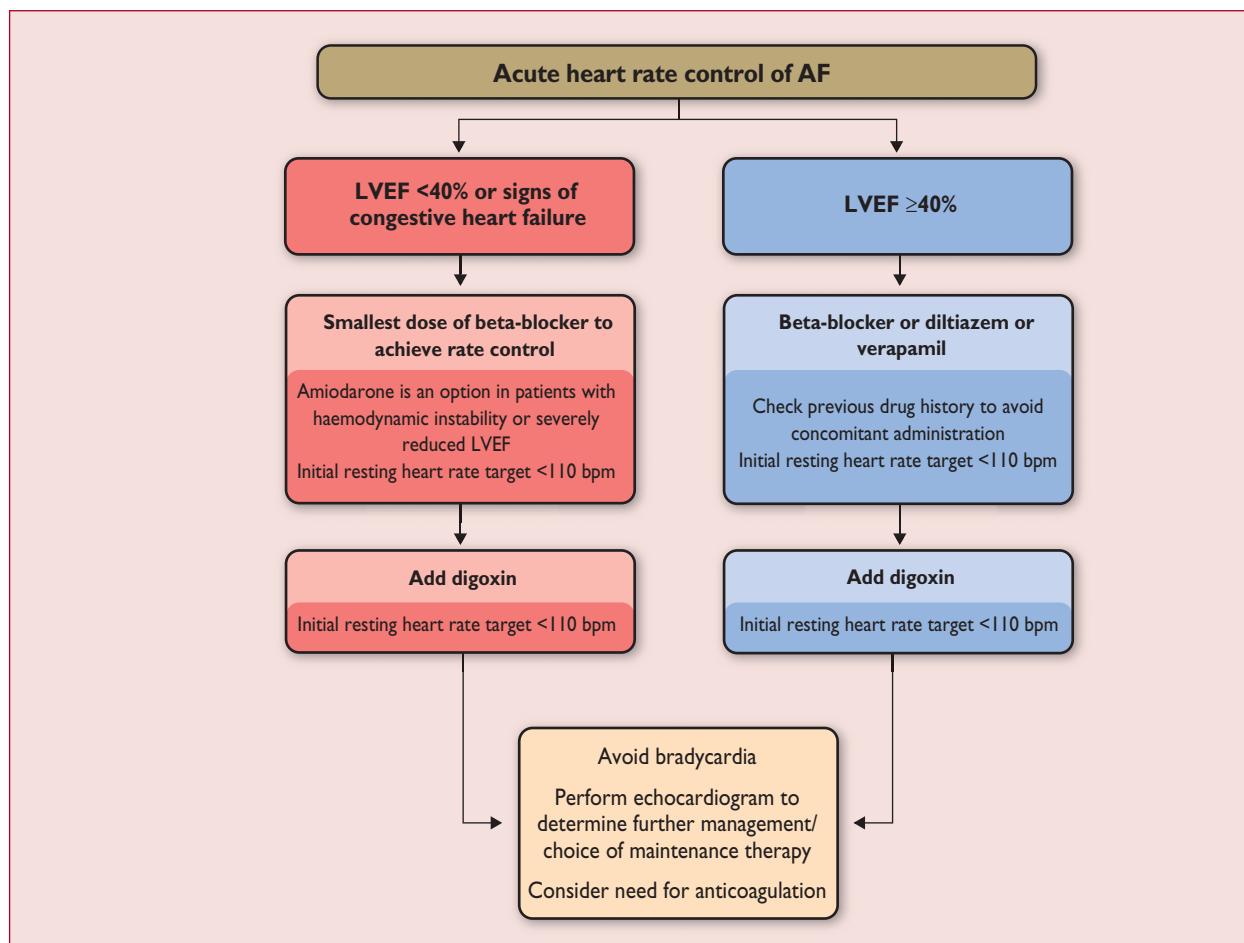 Acute heart rate control of AF
LVEF <40% or signs of
congestive heart failure
LVEF ≥40%
Smallest dose of beta-blocker to
achieve rate control
Amiodarone is an option in patients with
haemodynamic instability or severely
reduced LVEF
Initial resting heart rate target <110 bpm
Beta-blocker or diltiazem or
verapamil
Check previous drug history to avoid
concomitant administration
Initial resting heart rate target <110 bpm
Add digoxin
Initial resting heart rate target <110 bpm
Add digoxin
Initial resting heart rate target <110 bpm
Avoid bradycardia
Perform echocardiogram to
determine further management/
choice of maintenance therapy
Consider need for anticoagulation